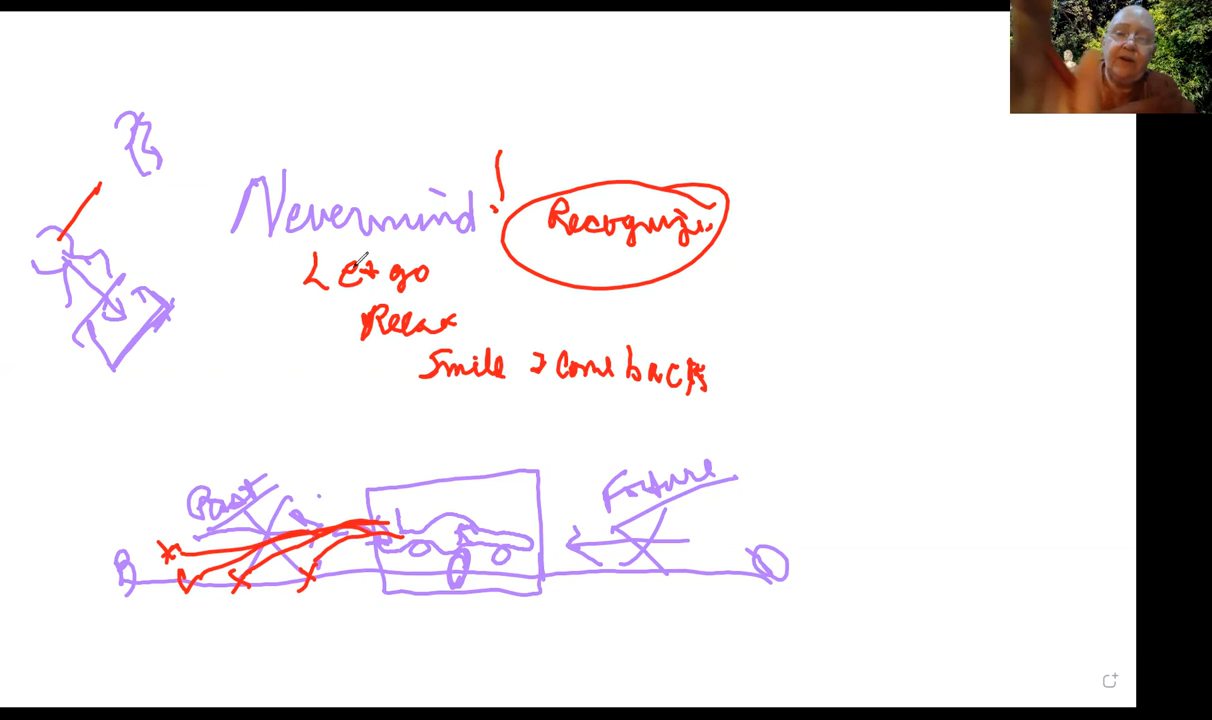 Nevermind! Recognize
Let go
Relax
Smile → Come back
Past
Future
B
D